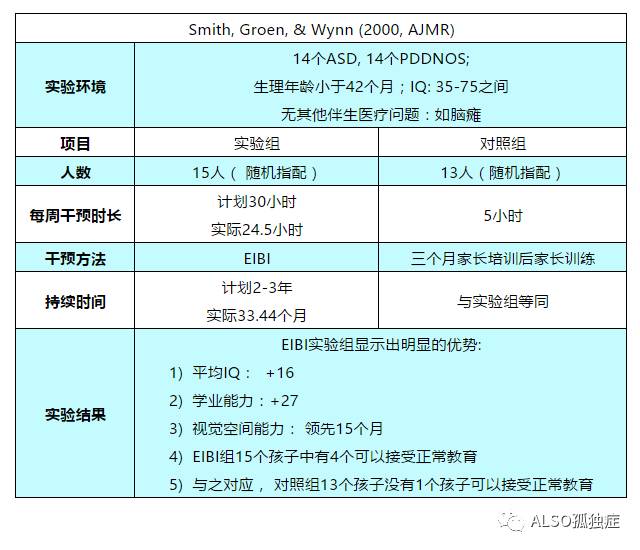 Smith, Groen, & Wynn (2000, AJMR)
实验环境
14个ASD, 14个PDDNOS;
生理年龄小于42个月；IQ: 35-75之间
无其他伴生医疗问题：如脑瘫
项目 实验组 对照组
人数 15人（ 随机指配） 13人（随机指配）
每周干预时长
计划30小时
实际24.5小时
5小时
干预方法 EIBI 三个月家长培训后家长训练
持续时间
计划2-3年
实际33.44个月
与实验组等同
实验结果
EIBI实验组显示出明显的优势:
1) 平均IQ： +16
2) 学业能力：+27
3) 视觉空间能力： 领先15个月
4) EIBI组15个孩子中有4个可以接受正常教育
5) 与之对应， 对照组13个孩子没有1个孩子可以接受正常教育
ALSO孤独症